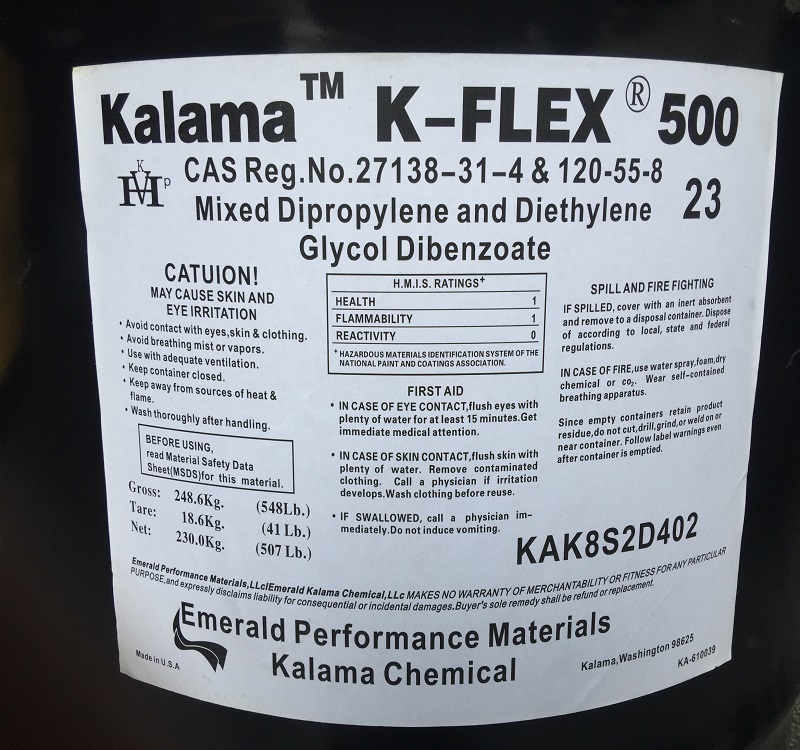 Kalama™ K-FLEX® 500
K
VH
M P
CAS Reg.No.27138-31-4 & 120-55-8
Mixed Dipropylene and Diethylene 23
Glycol Dibenzoate
CATUION!
MAY CAUSE SKIN AND
EYE IRRITATION
• Avoid contact with eyes,skin & clothing.
• Avoid breathing mist or vapors.
• Use with adequate ventilation.
• Keep container closed.
• Keep away from sources of heat &
flame.
• Wash thoroughly after handling.
BEFORE USING,
read Material Safety Data
Sheet(MSDS)for this material.
Gross: 248.6Kg. (548Lb.)
Tare: 18.6Kg. (41 Lb.)
Net: 230.0Kg. (507 Lb.)
H.M.I.S. RATINGS+
HEALTH 1
FLAMMABILITY 1
REACTIVITY 0
* HAZARDOUS MATERIALS IDENTIFICATION SYSTEM OF THE
NATIONAL PAINT AND COATINGS ASSOCIATION.
FIRST AID
• IN CASE OF EYE CONTACT,flush eyes with
plenty of water for at least 15 minutes.Get
immediate medical attention.
• IN CASE OF SKIN CONTACT,flush skin with
plenty of water. Remove contaminated
clothing. Call a physician if irritation
develops.Wash clothing before reuse.
• IF SWALLOWED, call a physician im-
mediately.Do not induce vomiting.
SPILL AND FIRE FIGHTING
IF SPILLED, cover with an inert absorbent
and remove to a disposal container. Dispose
of according to local, state and federal
regulations.
IN CASE OF FIRE,use water spray,foam,dry
chemical or co₂. Wear self-contained
breathing apparatus.
Since empty containers retain product
residue,do not cut,drill,grind,or weld on or
near container. Follow label warnings even
after container is emptied.
KAK8S2D402
Emerald Performance Materials,LLc|Emerald Kalama Chemical,LLc MAKES NO WARRANTY OF MERCHANTABILITY OR FITNESS FOR ANY PARTICULAR
PURPOSE,and expressly disclaims liability for consequential or incidental damages.Buyer's sole remedy shall be refund or replacement.
Emerald Performance Materials
Kalama Chemical
Made in U.S.A
Kalama,Washington 98625
KA-610039